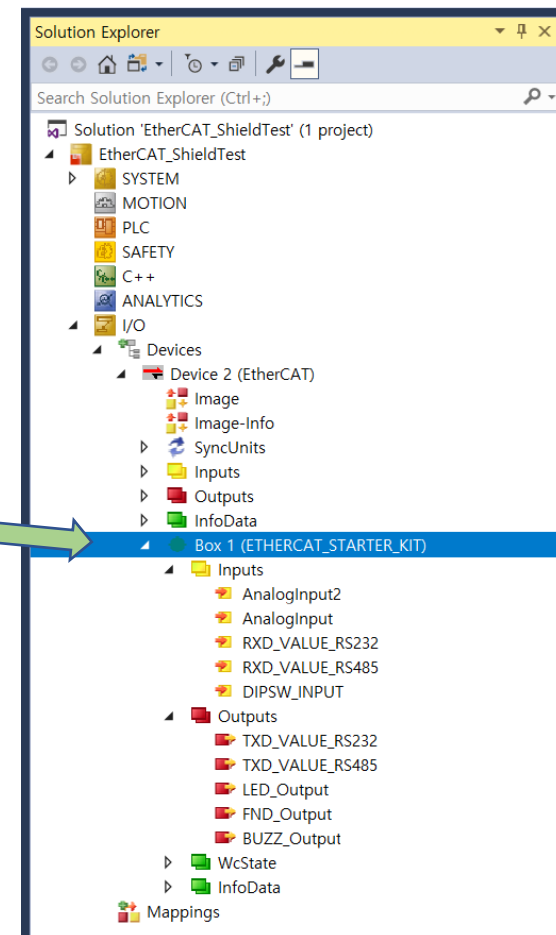 Solution Explorer
Search Solution Explorer (Ctrl+;)
Solution 'EtherCAT_ShieldTest' (1 project)
EtherCAT_ShieldTest
SYSTEM
MOTION
PLC
SAFETY
C++
ANALYTICS
I/O
Devices
Device 2 (EtherCAT)
Image
Image-Info
SyncUnits
Inputs
Outputs
InfoData
Box 1 (ETHERCAT_STARTER_KIT)
Inputs
AnalogInput2
AnalogInput
RXD_VALUE_RS232
RXD_VALUE_RS485
DIPSW_INPUT
Outputs
TXD_VALUE_RS232
TXD_VALUE_RS485
LED_Output
FND_Output
BUZZ_Output
WcState
InfoData
Mappings